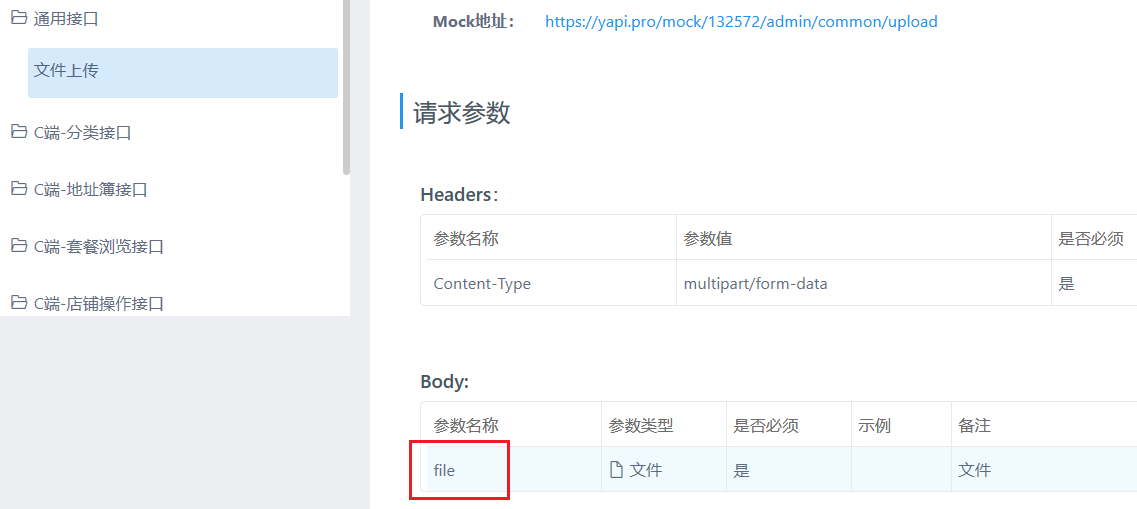 通用接口
文件上传
C端-分类接口
C端-地址簿接口
C端-套餐浏览接口
C端-店铺操作接口
Mock地址： https://yapi.pro/mock/132572/admin/common/upload
请求参数
Headers：
参数名称 参数值 是否必须
Content-Type multipart/form-data 是
Body:
参数名称 参数类型 是否必须 示例 备注
file 文件 是 文件